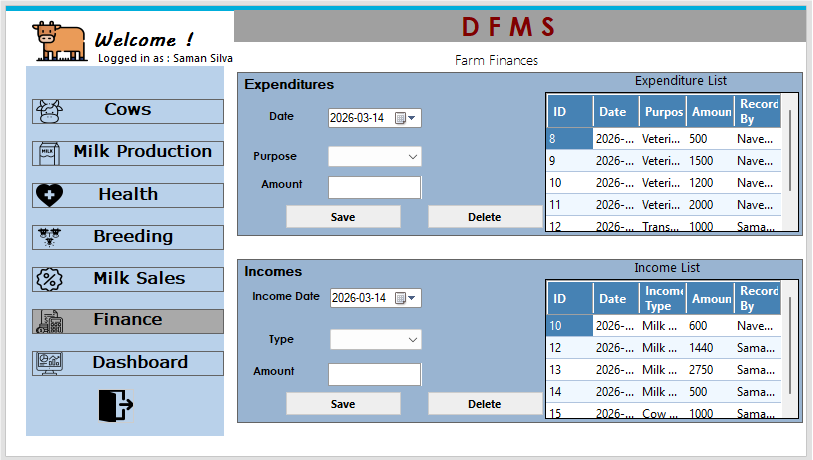 D F M S
Welcome !
Logged in as : Saman Silva
Farm Finances
Cows
MILK
Milk Production
Health
Breeding
Milk Sales
Finance
Dashboard
Expenditures
Date 2026-03-14
Purpose
Amount
Save Delete
Expenditure List
ID Date Purpos Amoun Record By
8 2026-... Veteri... 500 Nave...
9 2026-... Veteri... 1500 Nave...
10 2026-... Veteri... 1200 Nave...
11 2026-... Veteri... 2000 Nave...
12 2026-... Trans... 1000 Sama...
Incomes
Income Date 2026-03-14
Type
Amount
Save Delete
Income List
ID Date Income Type Amoun Record By
10 2026-... Milk ... 600 Nave...
12 2026-... Milk ... 1440 Sama...
13 2026-... Milk ... 2750 Sama...
14 2026-... Milk ... 500 Sama...
15 2026-... Cow ... 1000 Sama...